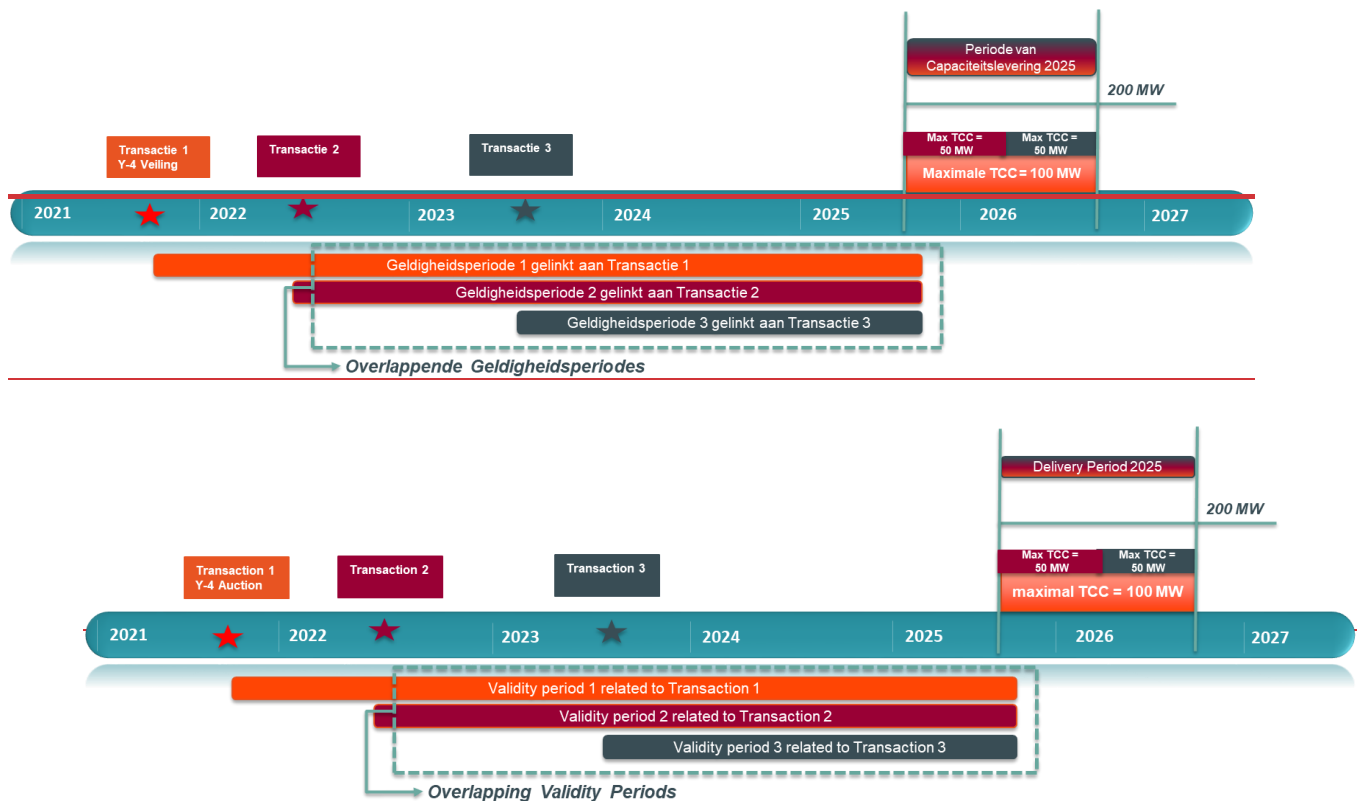 Periode van
Capaciteitslevering 2025
200 MW
Transactie 1
Y-4 Veiling
Transactie 2
Transactie 3
Max TCC =
50 MW
Max TCC =
50 MW
Maximale TCC = 100 MW
2021
2022
2023
2024
2025
2026
2027
Geldigheidsperiode 1 gelinkt aan Transactie 1
Geldigheidsperiode 2 gelinkt aan Transactie 2
Geldigheidsperiode 3 gelinkt aan Transactie 3
Overlappende Geldigheidsperiodes
Delivery Period 2025
200 MW
Transaction 1
Y-4 Auction
Transaction 2
Transaction 3
Max TCC =
50 MW
Max TCC =
50 MW
maximal TCC = 100 MW
2021
2022
2023
2024
2025
2026
2027
Validity period 1 related to Transaction 1
Validity period 2 related to Transaction 2
Validity period 3 related to Transaction 3
Overlapping Validity Periods